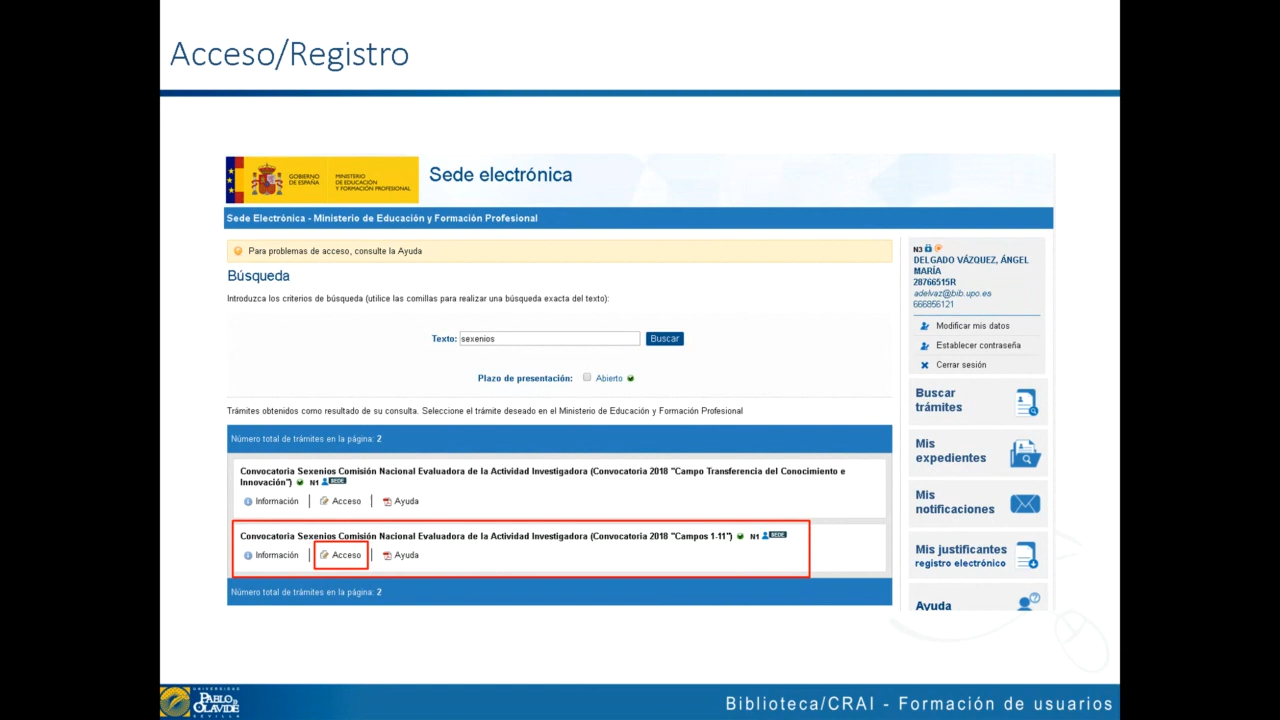 Acceso/Registro
GOBIERNO
DE ESPAÑA
MINISTERIO
DE EDUCACIÓN
Y FORMACIÓN PROFESIONAL
Sede electrónica
Sede Electrónica - Ministerio de Educación y Formación Profesional
Para problemas de acceso, consulte la Ayuda
Búsqueda
Introduzca los criterios de búsqueda (utilice las comillas para realizar una búsqueda exacta del texto):
Texto: sexenios Buscar
Plazo de presentación: Abierto
Trámites obtenidos como resultado de su consulta. Seleccione el trámite deseado en el Ministerio de Educación y Formación Profesional
Número total de trámites en la página: 2
Convocatoria Sexenios Comisión Nacional Evaluadora de la Actividad Investigadora (Convocatoria 2018 "Campo Transferencia del Conocimiento e
Innovación") N1 SEDE
Información | Acceso | Ayuda
Convocatoria Sexenios Comisión Nacional Evaluadora de la Actividad Investigadora (Convocatoria 2018 "Campos 1-11") N1 SEDE
Información | Acceso | Ayuda
Número total de trámites en la página: 2
N3
DELGADO VÁZQUEZ, ÁNGEL
MARÍA
28766515R
adelvaz@bib.upo.es
666856121
Modificar mis datos
Establecer contraseña
Cerrar sesión
Buscar
trámites
Mis
expedientes
Mis
notificaciones
Mis justificantes
registro electrónico
Ayuda
UNIVERSIDAD
PABLO DE
OLAVIDE
SEVILLA
Biblioteca/CRAI - Formación de usuarios